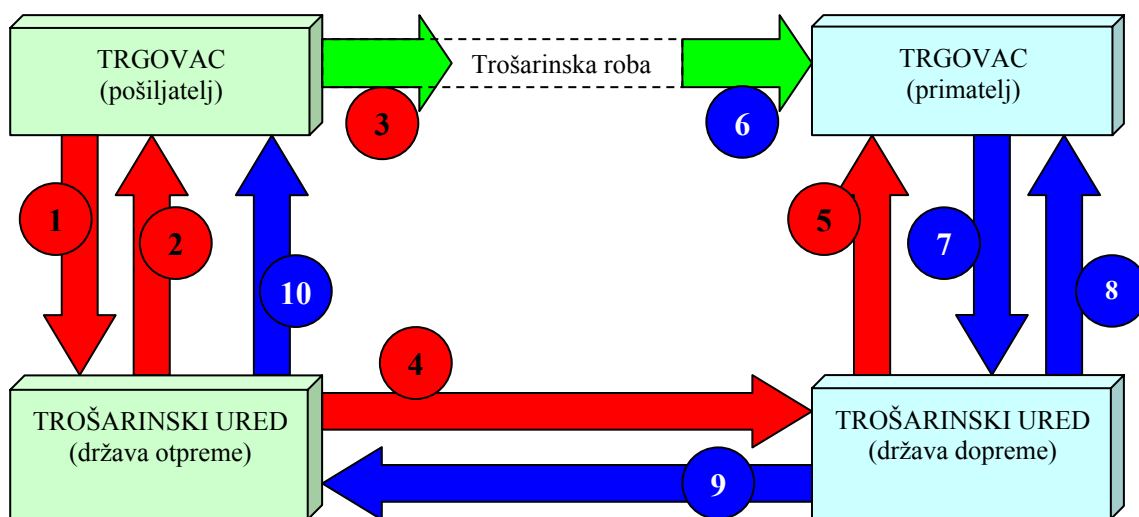 TRGOVAC
(pošiljatelj)
Trošarinska roba
TRGOVAC
(primatelj)
3
6
1
2
10
5
7
8
4
TROŠARINSKI URED
(država otpreme)
TROŠARINSKI URED
(država dopreme)
9